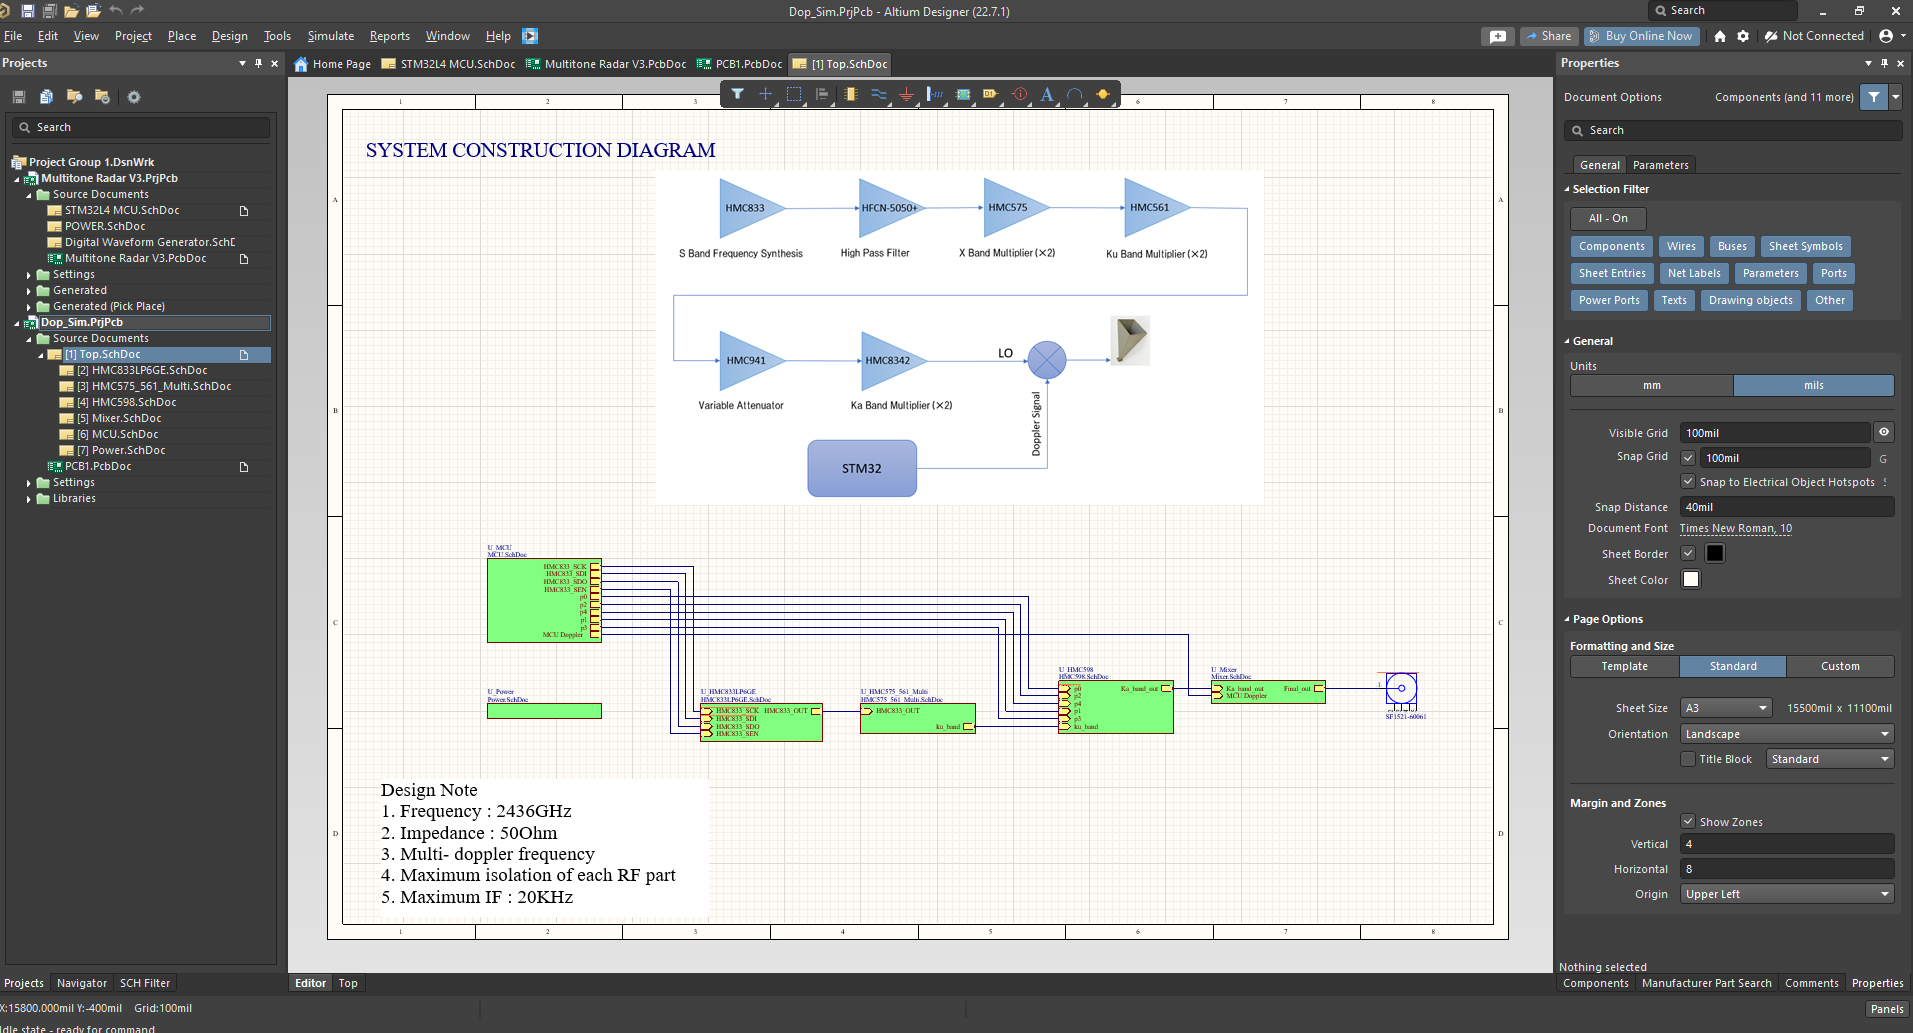 Dop_Sim.PrjPcb - Altium Designer (22.7.1)
Search
File Edit View Project Place Design Tools Simulate Reports Window Help
Share
Buy Online Now
Not Connected
Projects
Home Page
STM32L4 MCU.SchDoc
Multitone Radar V3.PcbDoc
PCB1.PcbDoc
[1] Top.SchDoc
Search
Project Group 1.DsnWrk
Multitone Radar V3.PrjPcb
Source Documents
STM32L4 MCU.SchDoc
POWER.SchDoc
Digital Waveform Generator.SchD
Multitone Radar V3.PcbDoc
Settings
Generated
Generated (Pick Place)
Dop_Sim.PrjPcb
Source Documents
[1] Top.SchDoc
[2] HMC833LP6GE.SchDoc
[3] HMC575_561_Multi.SchDoc
[4] HMC598.SchDoc
[5] Mixer.SchDoc
[6] MCU.SchDoc
[7] Power.SchDoc
PCB1.PcbDoc
Settings
Libraries
Projects Navigator SCH Filter
1 2 3 6 7 8
A A
B B
C C
D D
SYSTEM CONSTRUCTION DIAGRAM
HMC833 HFCN-5050+ HMC575 HMC561
S Band Frequency Synthesis High Pass Filter X Band Multiplier (×2) Ku Band Multiplier (×2)
HMC941 HMC8342 LO
Variable Attenuator Ka Band Multiplier (×2)
Doppler Signal
STM32
U_MCU
MCU.SchDoc
HMC833_SCK
HMC833_SDI
HMC833_SDO
HMC833_SEN
p0
p2
p4
p1
p3
MCU Doppler
U_Power
Power.SchDoc
U_HMC833LP6GE
HMC833LP6GE.SchDoc
HMC833_SCK HMC833_OUT
HMC833_SDI
HMC833_SDO
HMC833_SEN
U_HMC575_561_Multi
HMC575_561_Multi.SchDoc
HMC833_OUT
ku_band
U_HMC598
HMC598.SchDoc
p0 Ka_band_out
p2
p4
p1
p3
ku_band
U_Mixer
Mixer.SchDoc
Ka_band_out Final_out
MCU Doppler
1
SF1521-60061
Design Note
1. Frequency : 2436GHz
2. Impedance : 50Ohm
3. Multi- doppler frequency
4. Maximum isolation of each RF part
5. Maximum IF : 20KHz
1 2 3 4 5 6 7 8
Editor Top
Properties
Document Options Components (and 11 more)
Search
General Parameters
Selection Filter
All - On
Components Wires Buses Sheet Symbols
Sheet Entries Net Labels Parameters Ports
Power Ports Texts Drawing objects Other
General
Units
mm mils
Visible Grid 100mil
Snap Grid 100mil G
Snap to Electrical Object Hotspots
Snap Distance 40mil
Document Font Times New Roman, 10
Sheet Border
Sheet Color
Page Options
Formatting and Size
Template Standard Custom
Sheet Size A3 15500mil x 11100mil
Orientation Landscape
Title Block Standard
Margin and Zones
Show Zones
Vertical 4
Horizontal 8
Origin Upper Left
Nothing selected
Components Manufacturer Part Search Comments Properties
X:15800.000mil Y:-400mil Grid:100mil
Panels
Idle state - ready for command